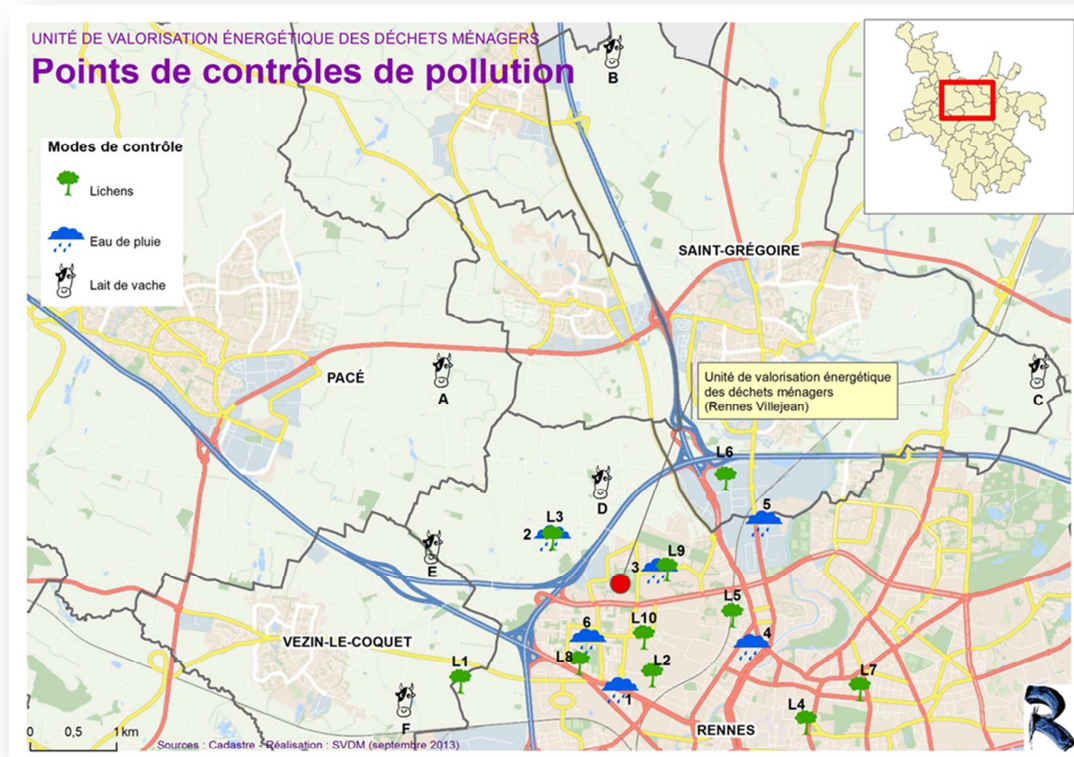 UNITÉ DE VALORISATION ÉNERGETIQUE DES DÉCHETS MÉNAGERS
Points de contrôles de pollution
Modes de contrôle
Lichens
Eau de pluie
Lait de vache
B
SAINT-GRÉGOIRE
PACÉ
A
Unité de valorisation énergétique
des déchets ménagers
(Rennes Villejean)
C
L6
D
5
L3
2
E
L9
3
L5
L10
6
4
VEZIN-LE-COQUET
L8
L1
L2
L7
1
L4
F
RENNES
R
0 0,5 1 km
Sources : Cadastre - Réalisation : SVDM (septembre 2013)